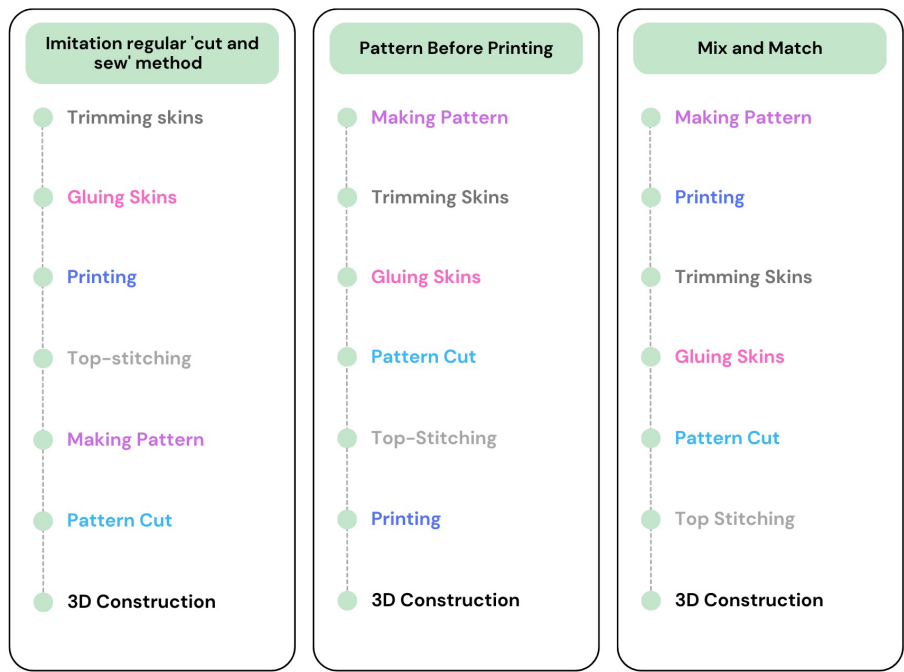 Imitation regular 'cut and
sew' method
Trimming skins
Gluing Skins
Printing
Top-stitching
Making Pattern
Pattern Cut
3D Construction
Pattern Before Printing
Making Pattern
Trimming Skins
Gluing Skins
Pattern Cut
Top-Stitching
Printing
3D Construction
Mix and Match
Making Pattern
Printing
Trimming Skins
Gluing Skins
Pattern Cut
Top Stitching
3D Construction